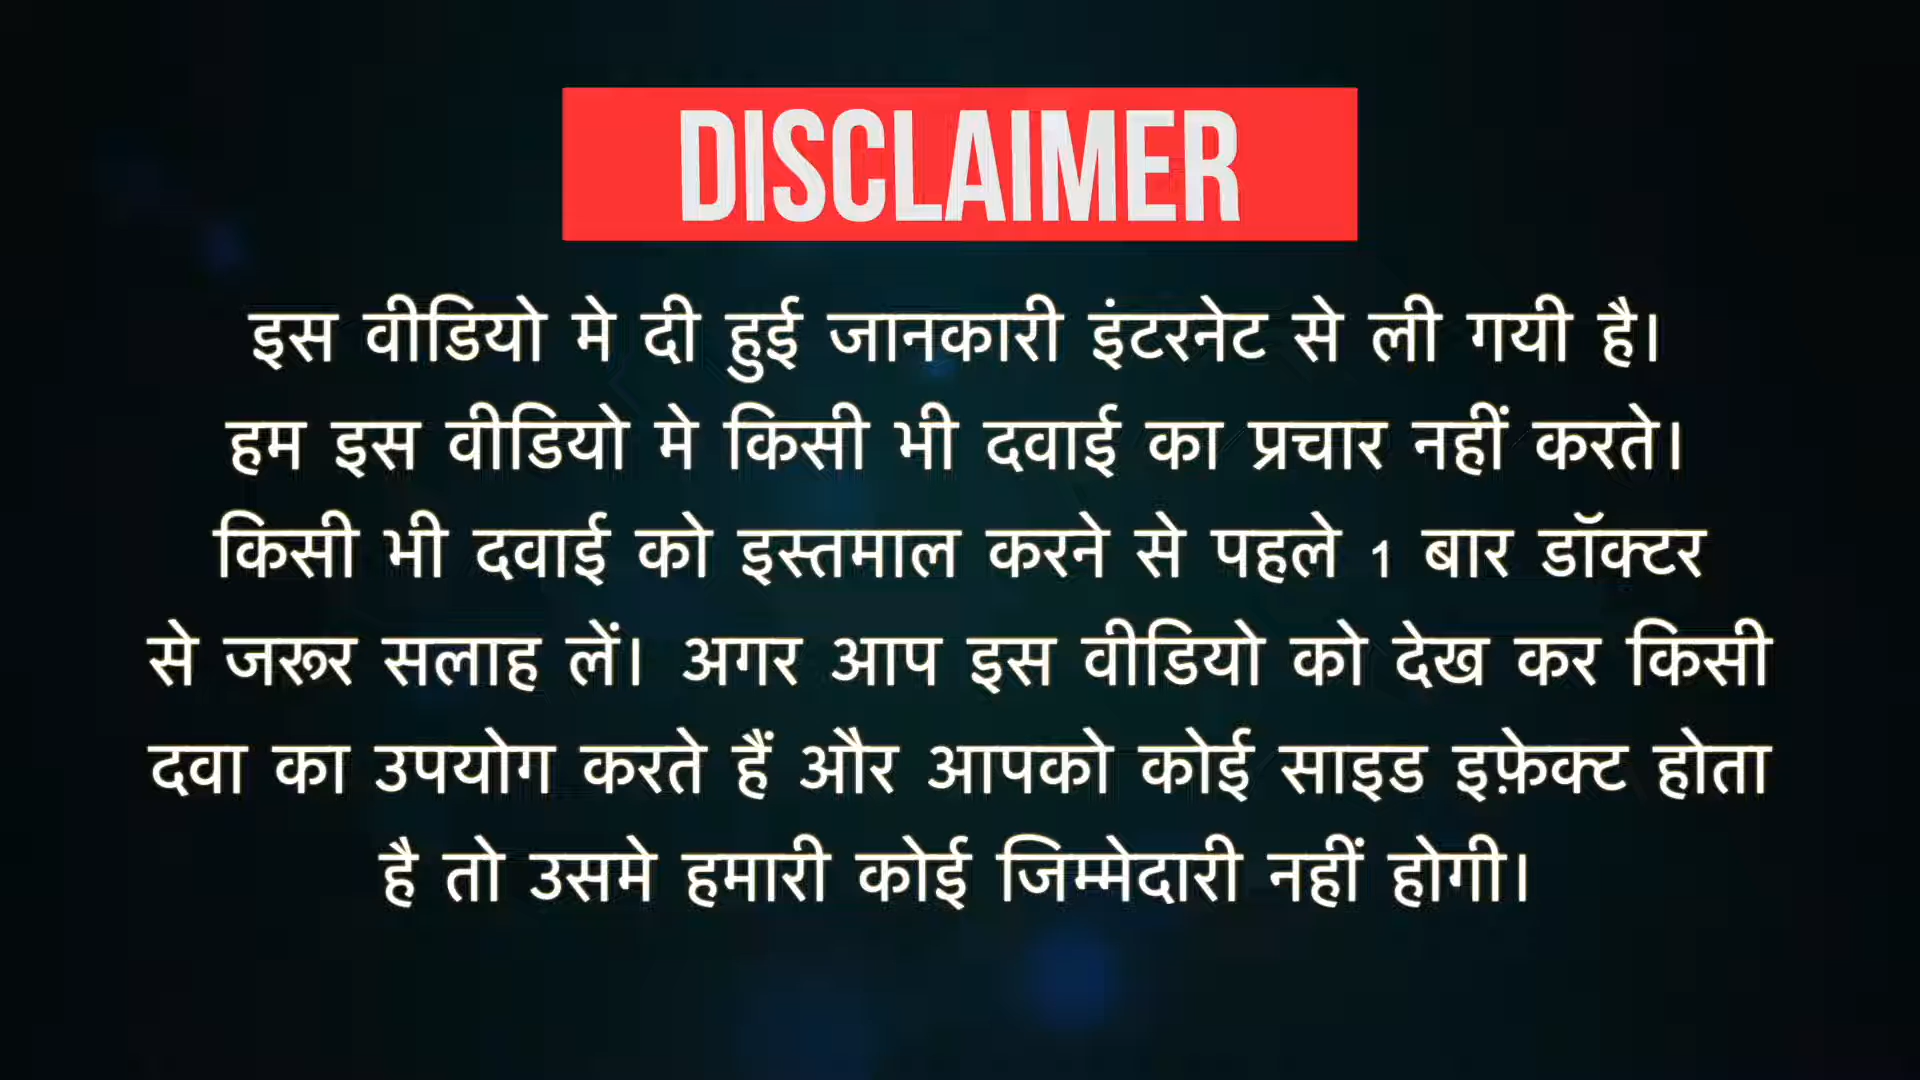 DISCLAIMER
इस वीडियो मे दी हुई जानकारी इंटरनेट से ली गयी है।
हम इस वीडियो मे किसी भी दवाई का प्रचार नहीं करते।
किसी भी दवाई को इस्तमाल करने से पहले 1 बार डॉक्टर
से जरूर सलाह लें। अगर आप इस वीडियो को देख कर किसी
दवा का उपयोग करते हैं और आपको कोई साइड इफ़ेक्ट होता
है तो उसमे हमारी कोई जिम्मेदारी नहीं होगी।